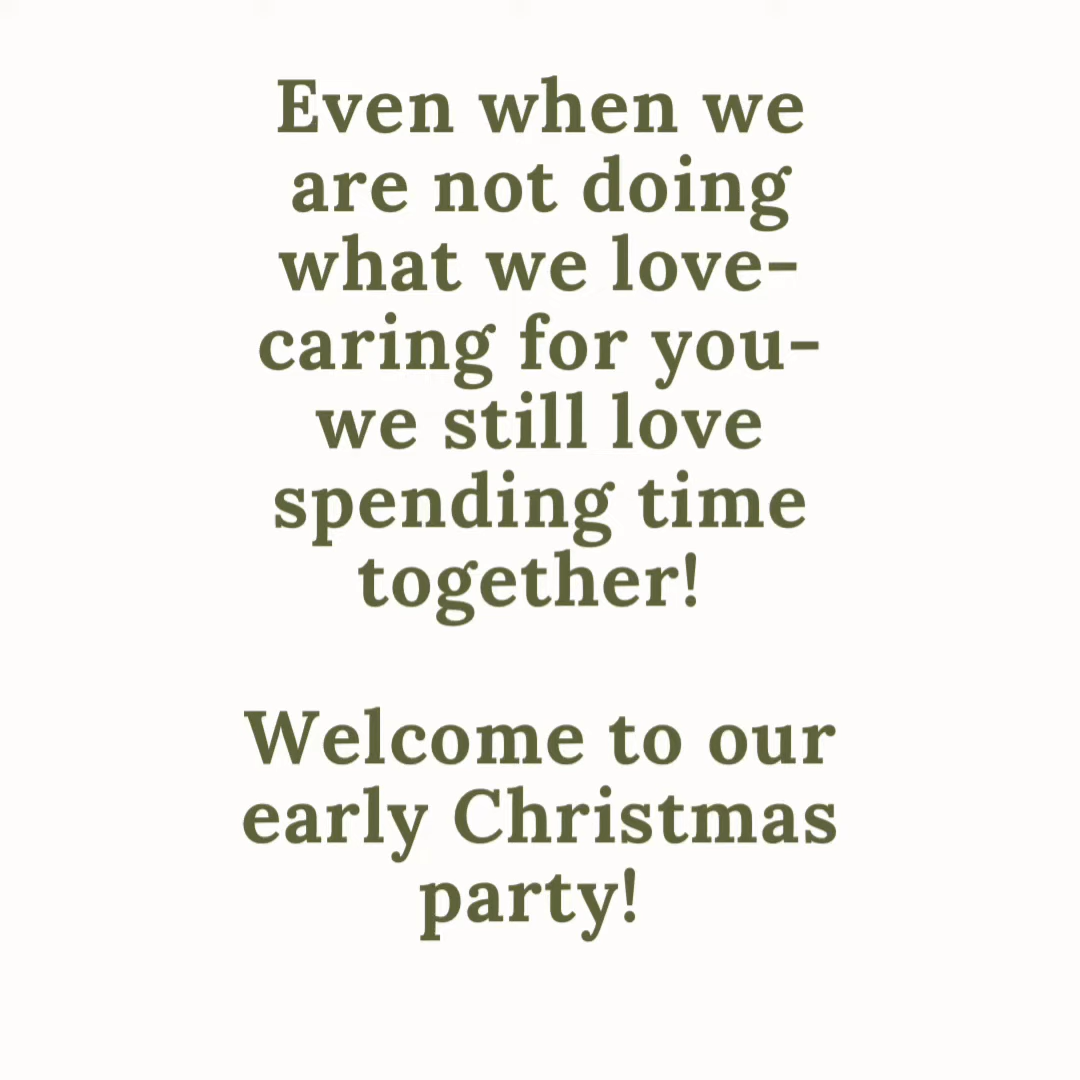 Even when we
are not doing
what we love-
caring for you-
we still love
spending time
together!
Welcome to our
early Christmas
party!